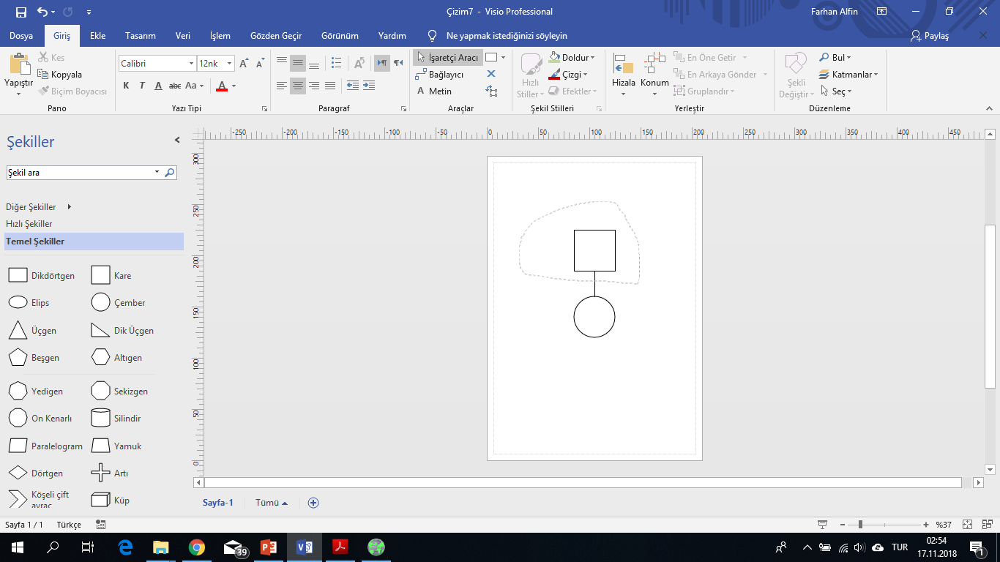 Çizim7 - Visio Professional
Farhan Alfin
Dosya Giriş Ekle Tasarım Veri İşlem Gözden Geçir Görünüm Yardım Ne yapmak istediğinizi söyleyin Paylaş
Yapıştır
Kes
Kopyala
Biçim Boyacısı
Pano
Calibri 12nk
K T A abc Aa A
Yazı Tipi
Paragraf
İşaretçi Aracı
Bağlayıcı
Metin
Araçlar
Hızlı
Stiller
Doldur
Çizgi
Efektler
Şekil Stilleri
Hizala
Konum
En Öne Getir
En Arkaya Gönder
Gruplandır
Yerleştir
Şekli
Değiştir
Bul
Katmanlar
Seç
Düzenleme
Şekiller
Şekil ara
Diğer Şekiller
Hızlı Şekiller
Temel Şekiller
Dikdörtgen Kare
Elips Çember
Üçgen Dik Üçgen
Beşgen Altıgen
Yedigen Sekizgen
On Kenarlı Silindir
Paralelogram Yamuk
Dörtgen Artı
Köşeli çift
ayraç
Küp
-250 -200 -150 -100 -50 0 50 100 150 200 250 300 350 400 450
300
250
200
150
100
50
0
Sayfa-1 Tümü
Sayfa 1 / 1 Türkçe
%37
39
TUR
02:54
17.11.2018
1